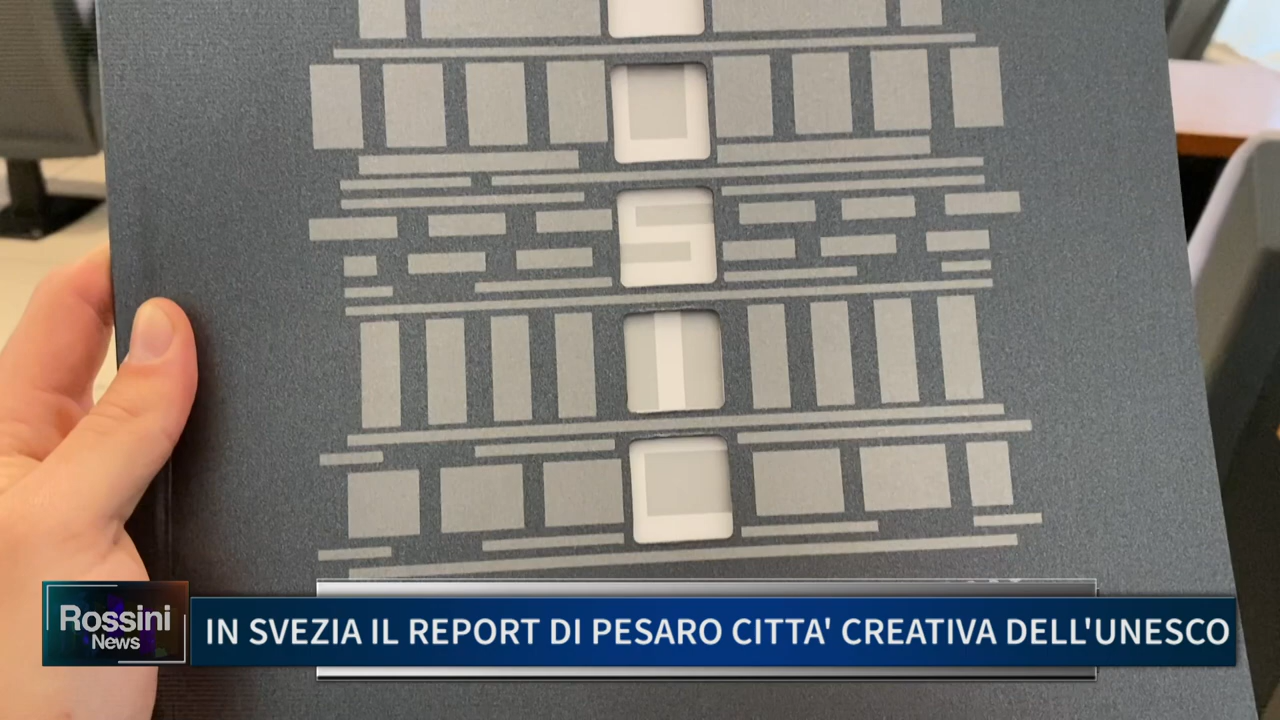 U
S
I
C
Rossini
News
IN SVEZIA IL REPORT DI PESARO CITTA' CREATIVA DELL'UNESCO